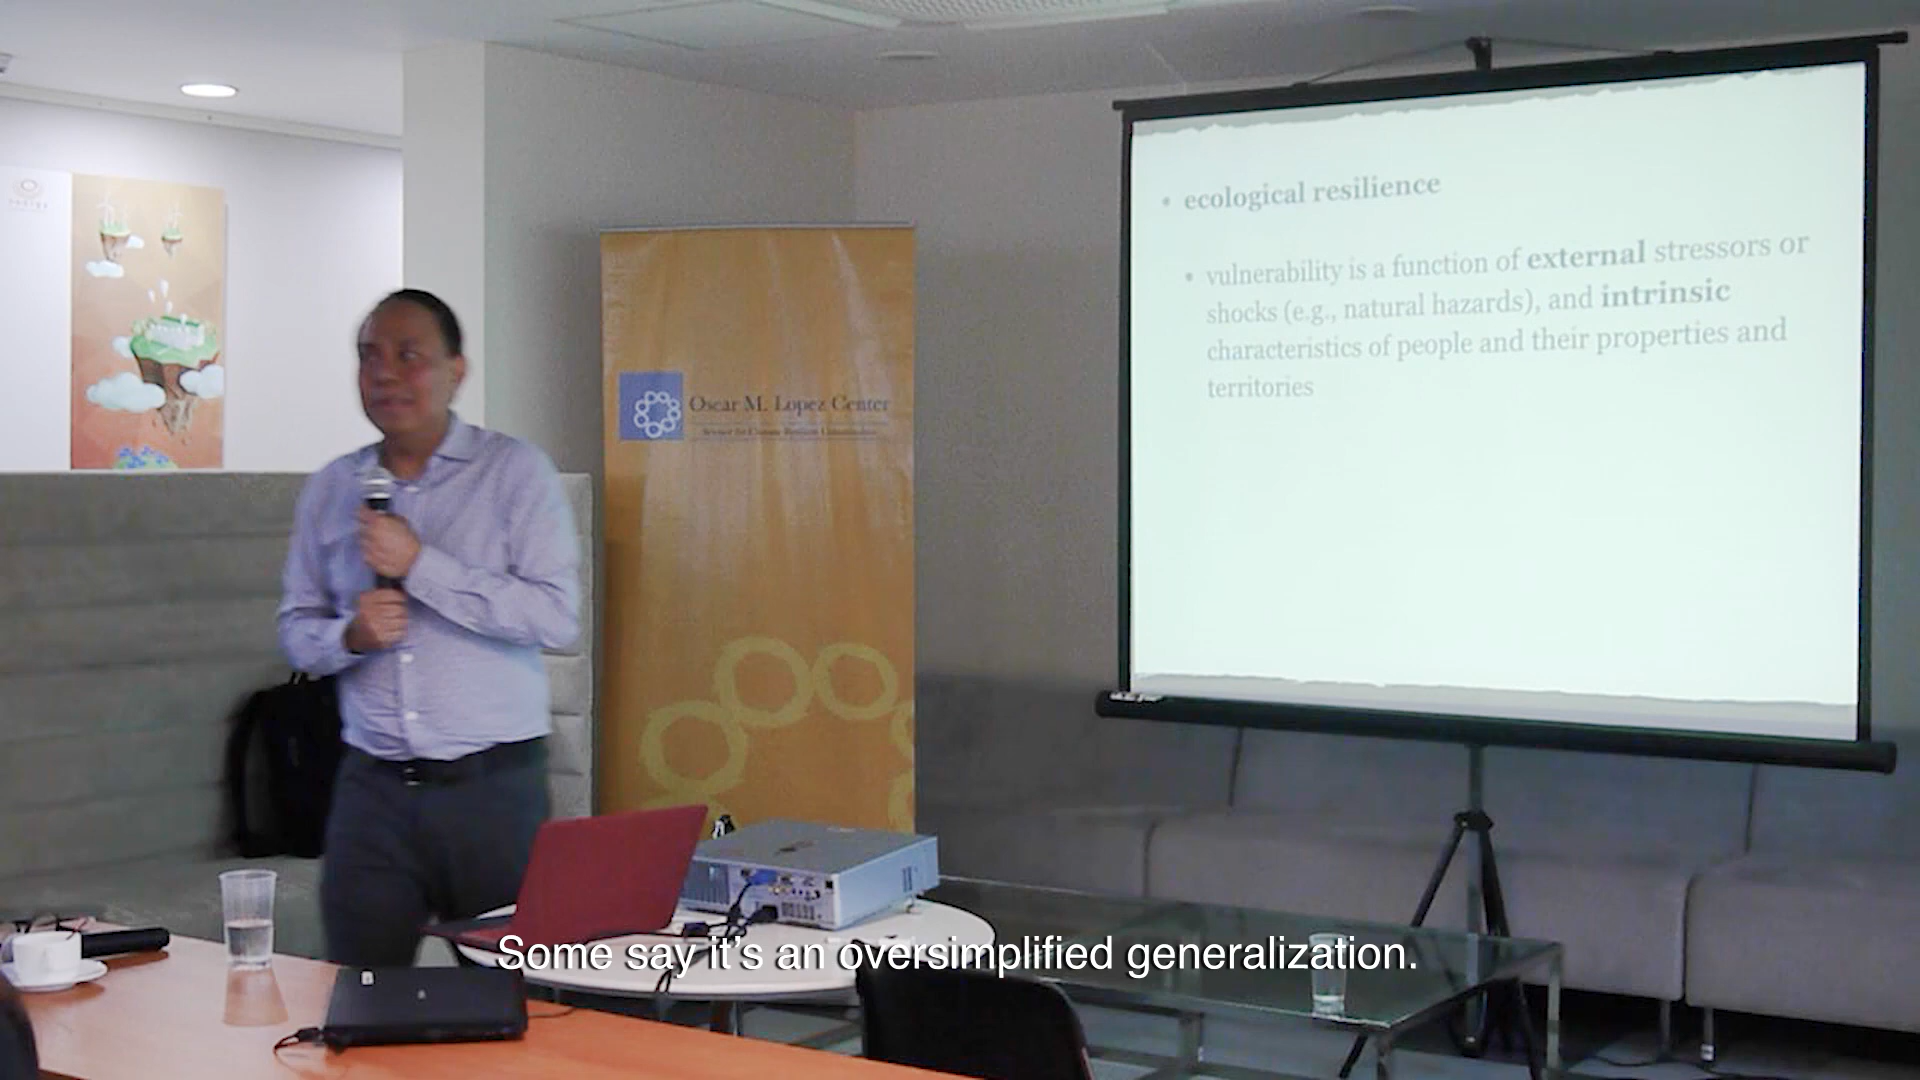 • ecological resilience
• vulnerability is a function of external stressors or
shocks (e.g., natural hazards), and intrinsic
characteristics of people and their properties and
territories
Oscar M. Lopez Center
Some say it's an oversimplified generalization.